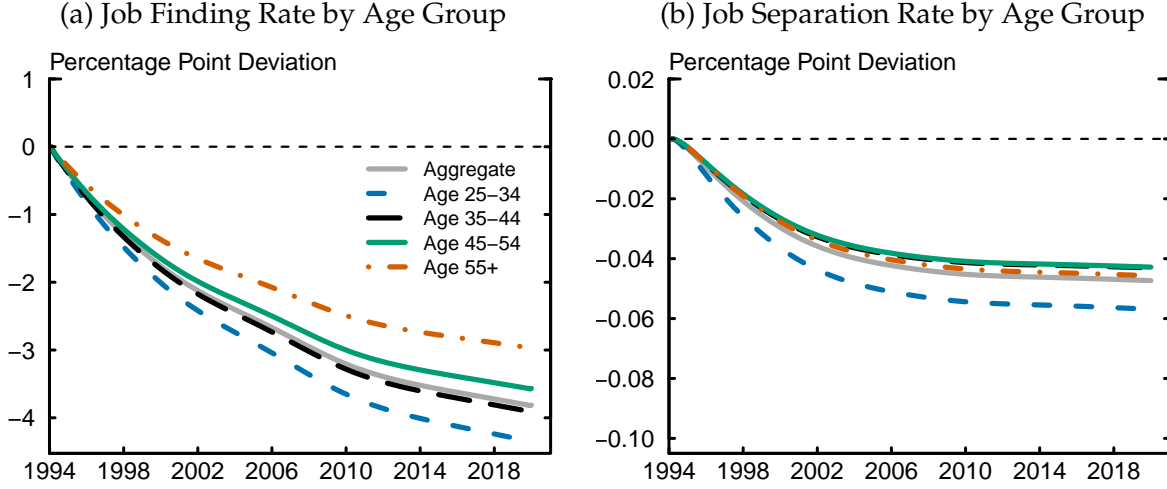 (a) Job Finding Rate by Age Group
Percentage Point Deviation
1
0
−1
−2
−3
−4
1994 1998 2002 2006 2010 2014 2018
Aggregate
Age 25−34
Age 35−44
Age 45−54
Age 55+
(b) Job Separation Rate by Age Group
Percentage Point Deviation
0.02
0.00
−0.02
−0.04
−0.06
−0.08
−0.10
1994 1998 2002 2006 2010 2014 2018